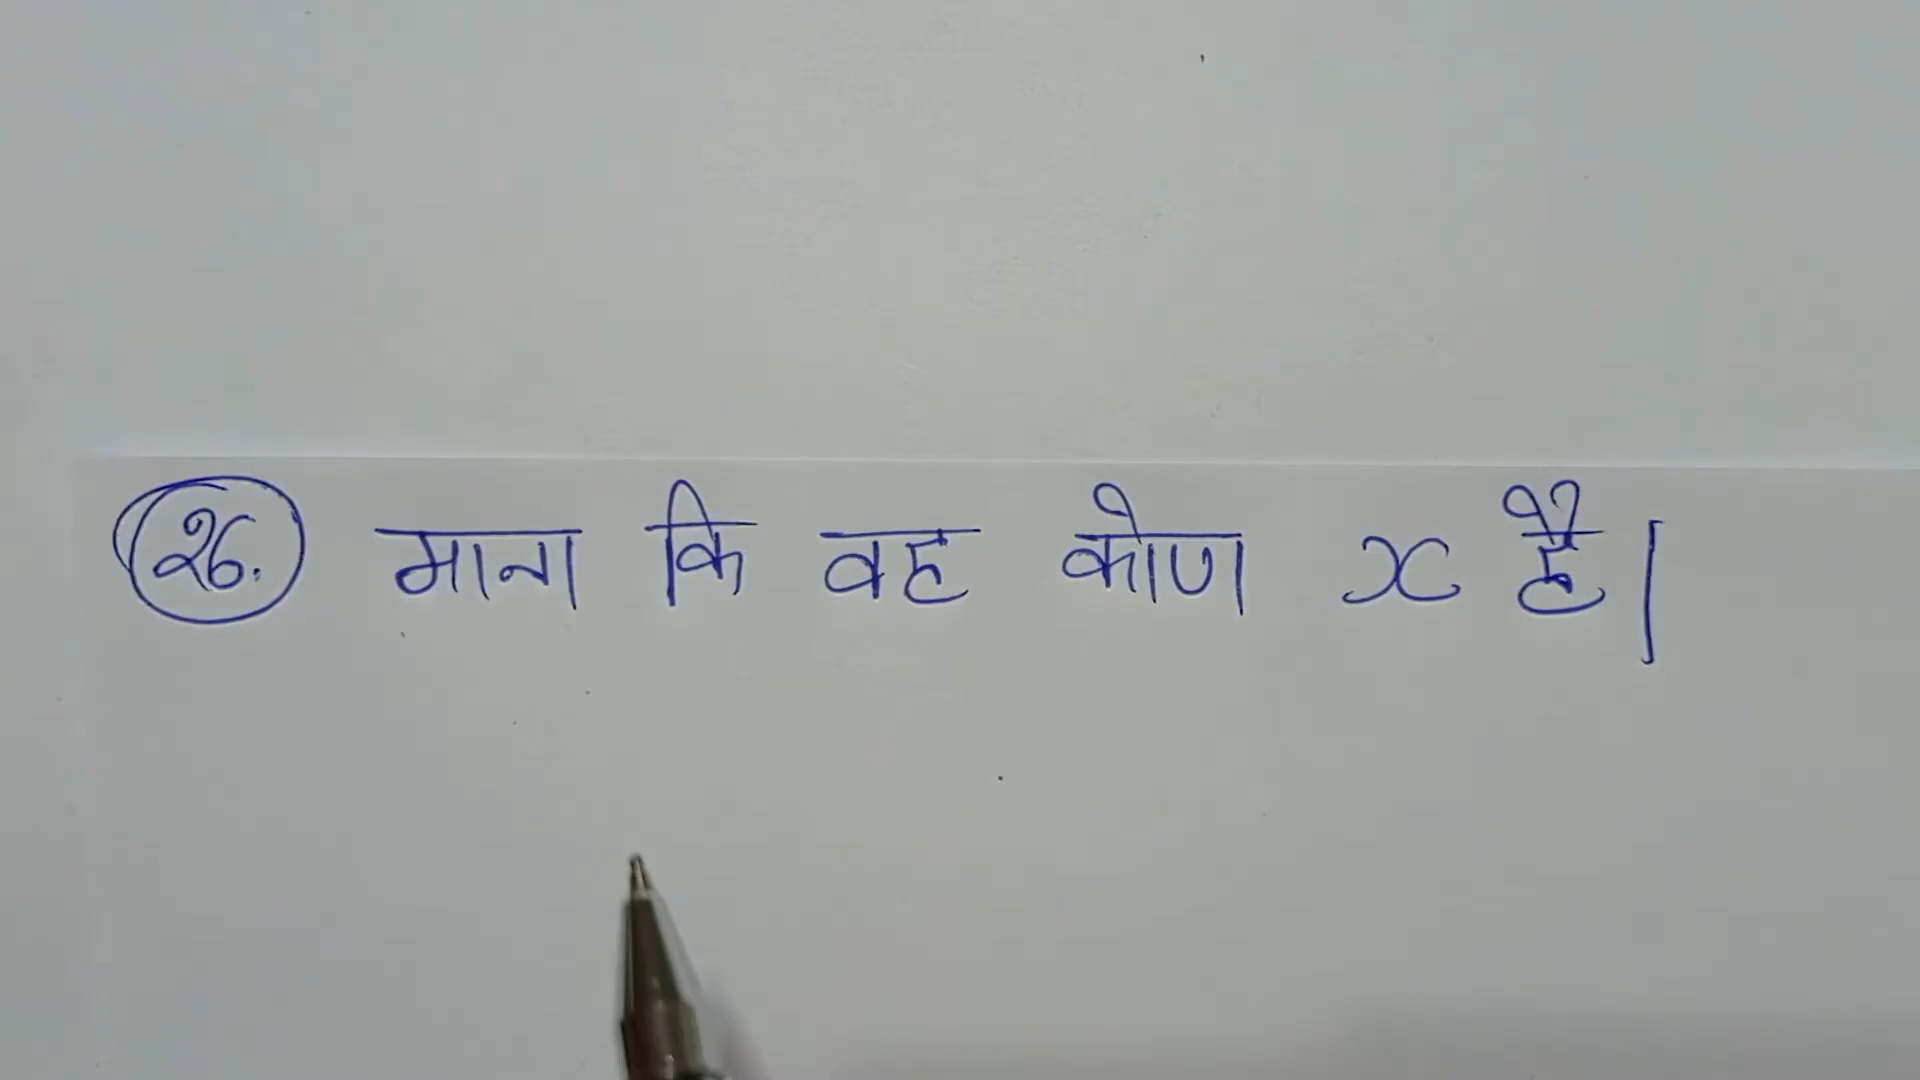 26. माना कि वह कोण x है|